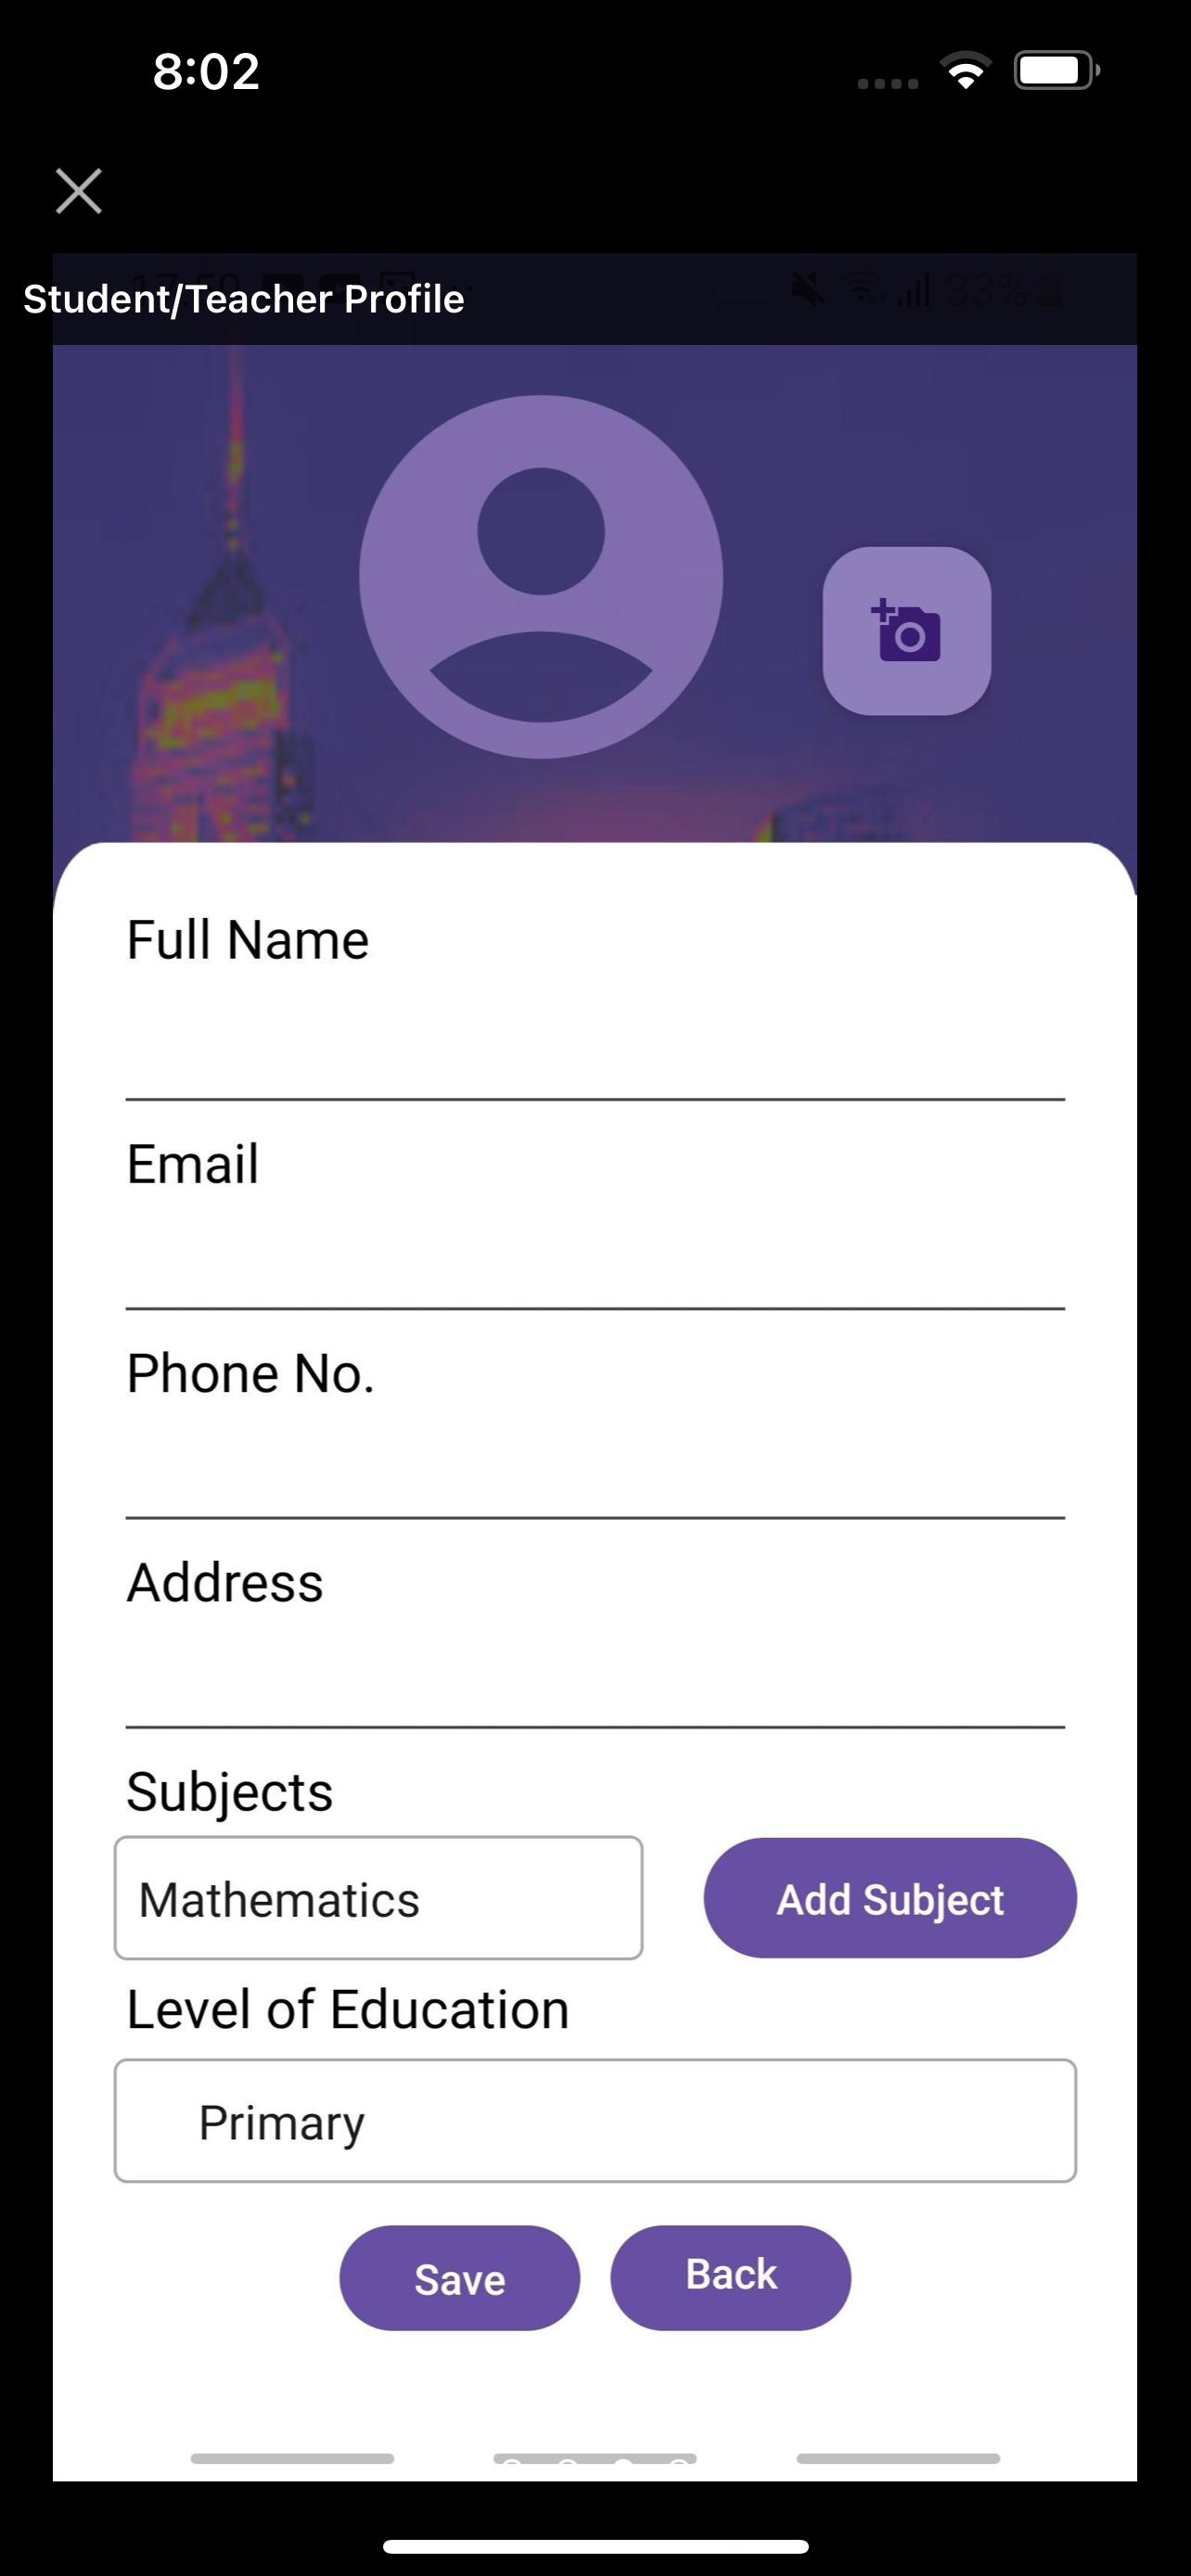 8:02
Student/Teacher Profile
33%
Full Name
Email
Phone No.
Address
Subjects
Mathematics
Add Subject
Level of Education
Primary
Save
Back